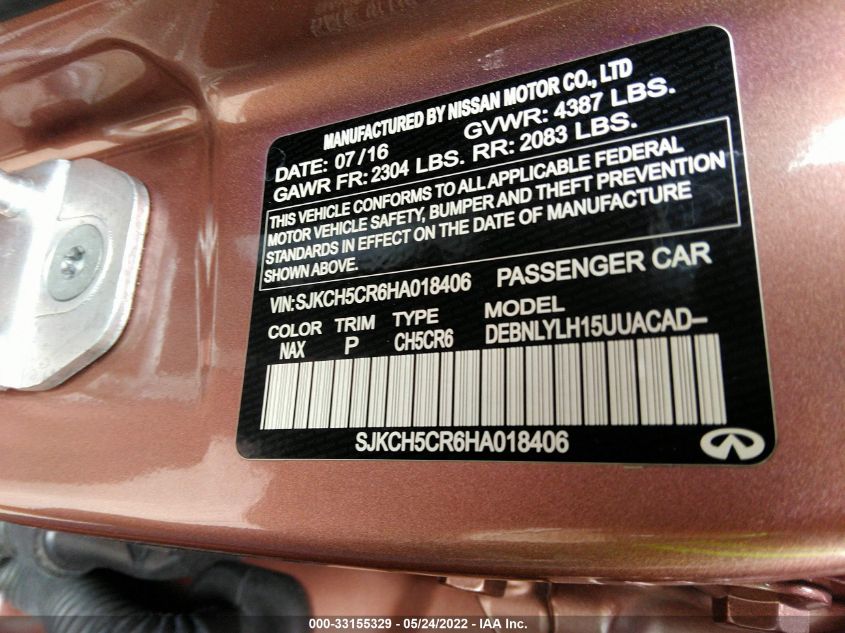 MANUFACTURED BY NISSAN MOTOR CO., LTD
DATE: 07/16 GVWR: 4387 LBS.
GAWR FR: 2304 LBS. RR: 2083 LBS.
THIS VEHICLE CONFORMS TO ALL APPLICABLE FEDERAL
MOTOR VEHICLE SAFETY, BUMPER AND THEFT PREVENTION
STANDARDS IN EFFECT ON THE DATE OF MANUFACTURE
SHOWN ABOVE.
VIN: SJKCH5CR6HA018406 PASSENGER CAR
COLOR TRIM TYPE MODEL
NAX P CH5CR6 DEBNLYLH15UUACAD–
SJKCH5CR6HA018406
000-33155329 - 05/24/2022 - IAA Inc.